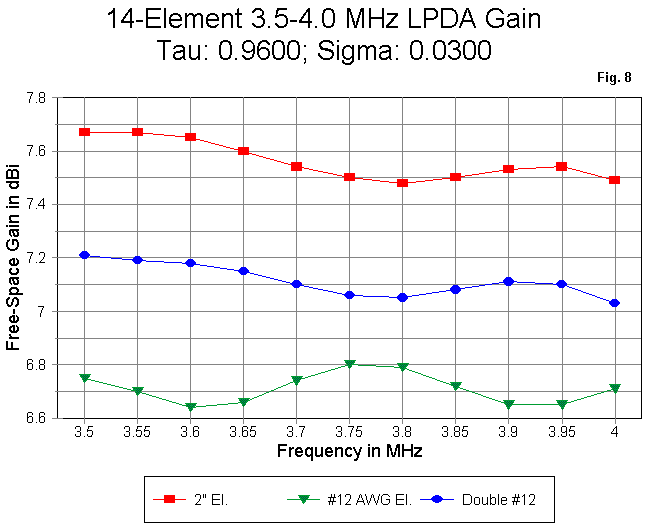 14-Element 3.5-4.0 MHz LPDA Gain
Tau: 0.9600; Sigma: 0.0300
Fig. 8
Free-Space Gain in dBi
7.8
7.6
7.4
7.2
7
6.8
6.6
3.5 3.55 3.6 3.65 3.7 3.75 3.8 3.85 3.9 3.95 4
Frequency in MHz
2" El. #12 AWG El. Double #12